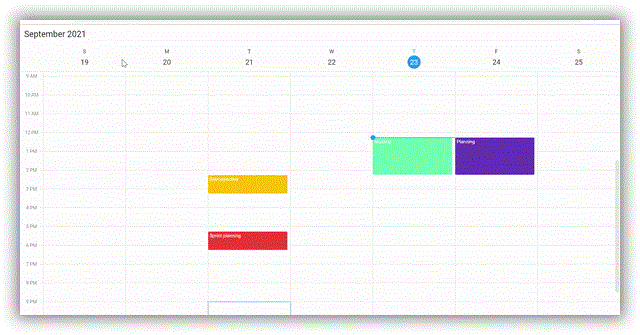 September 2021
S M T W T F S
19 20 21 22 23 24 25
9 AM
10 AM
11 AM
12 PM
1 PM
Planning
2 PM
3 PM
4 PM
5 PM
Sprint planning
6 PM
7 PM
8 PM
9 PM